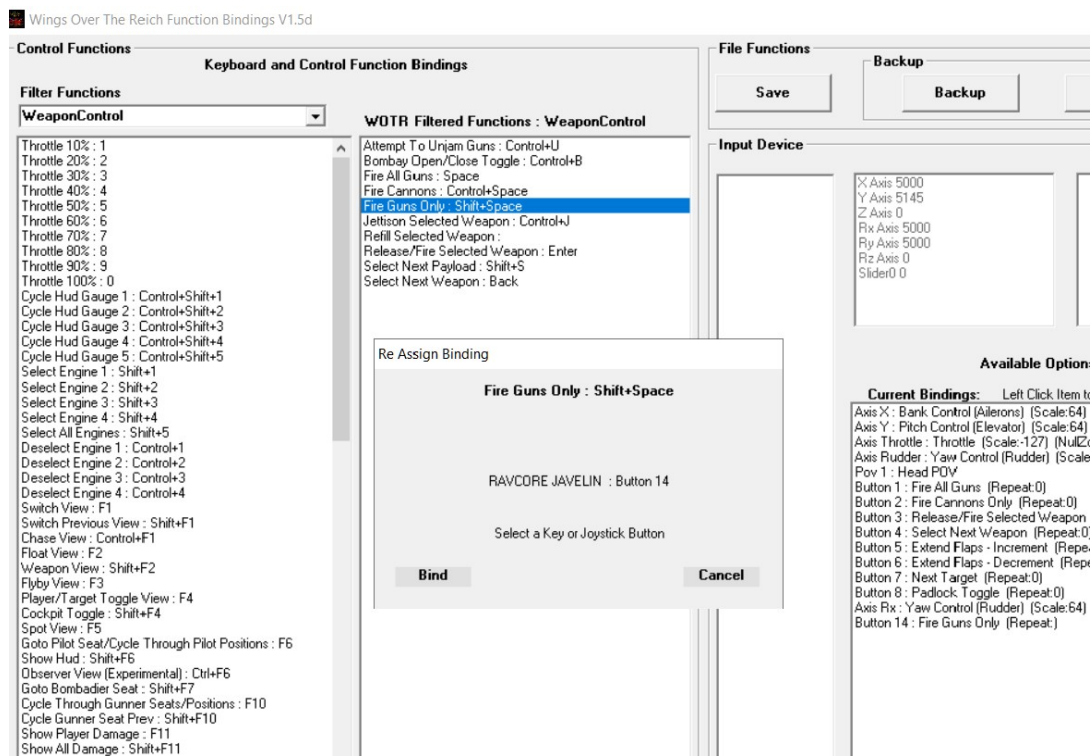 Wings Over The Reich Function Bindings V1.5d
Control Functions
Keyboard and Control Function Bindings
Filter Functions
WeaponControl
Throttle 10% : 1
Throttle 20% : 2
Throttle 30% : 3
Throttle 40% : 4
Throttle 50% : 5
Throttle 60% : 6
Throttle 70% : 7
Throttle 80% : 8
Throttle 90% : 9
Throttle 100% : 0
Cycle Hud Gauge 1 : Control+Shift+1
Cycle Hud Gauge 2 : Control+Shift+2
Cycle Hud Gauge 3 : Control+Shift+3
Cycle Hud Gauge 4 : Control+Shift+4
Cycle Hud Gauge 5 : Control+Shift+5
Select Engine 1 : Shift+1
Select Engine 2 : Shift+2
Select Engine 3 : Shift+3
Select Engine 4 : Shift+4
Select All Engines : Shift+5
Deselect Engine 1 : Control+1
Deselect Engine 2 : Control+2
Deselect Engine 3 : Control+3
Deselect Engine 4 : Control+4
Switch View : F1
Switch Previous View : Shift+F1
Chase View : Control+F1
Float View : F2
Weapon View : Shift+F2
Flyby View : F3
Player/Target Toggle View : F4
Cockpit Toggle : Shift+F4
Spot View : F5
Goto Pilot Seat/Cycle Through Pilot Positions : F6
Show Hud : Shift+F6
Observer View (Experimental) : Ctrl+F6
Goto Bombadier Seat : Shift+F7
Cycle Through Gunner Seats/Positions : F10
Cycle Gunner Seat Prev : Shift+F10
Show Player Damage : F11
Show All Damage : Shift+F11
WOTR Filtered Functions : WeaponControl
Attempt To Unjam Guns : Control+U
Bombay Open/Close Toggle : Control+B
Fire All Guns : Space
Fire Cannons : Control+Space
Fire Guns Only : Shift+Space
Jettison Selected Weapon : Control+J
Refill Selected Weapon :
Release/Fire Selected Weapon : Enter
Select Next Payload : Shift+S
Select Next Weapon : Back
Re Assign Binding
Fire Guns Only : Shift+Space
RAVCORE JAVELIN : Button 14
Select a Key or Joystick Button
Bind
Cancel
File Functions
Backup
Save
Backup
Input Device
X Axis 5000
Y Axis 5145
Z Axis 0
Rx Axis 5000
Ry Axis 5000
Rz Axis 0
Slider0 0
Available Option
Current Bindings: Left Click Item to
Axis X : Bank Control (Ailerons) (Scale:64)
Axis Y : Pitch Control (Elevator) (Scale:64)
Axis Throttle : Throttle (Scale:-127) (NullZo
Axis Rudder : Yaw Control (Rudder) (Scale
Pov 1 : Head POV
Button 1 : Fire All Guns (Repeat:0)
Button 2 : Fire Cannons Only (Repeat:0)
Button 3 : Release/Fire Selected Weapon
Button 4 : Select Next Weapon (Repeat:0)
Button 5 : Extend Flaps - Increment (Repea
Button 6 : Extend Flaps - Decrement (Repe
Button 7 : Next Target (Repeat:0)
Button 8 : Padlock Toggle (Repeat:0)
Axis Rx : Yaw Control (Rudder) (Scale:64)
Button 14 : Fire Guns Only (Repeat:)